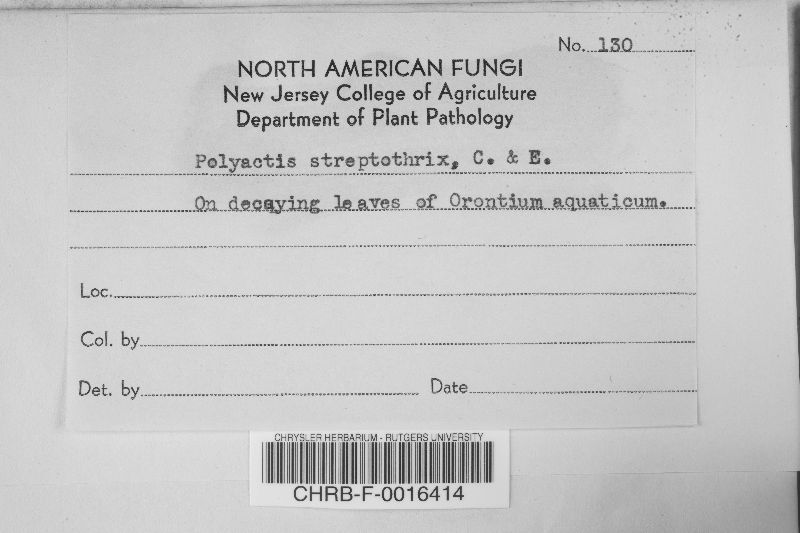 No. 130
NORTH AMERICAN FUNGI
New Jersey College of Agriculture
Department of Plant Pathology
Polyactis streptothrix, C. & E.
On decaying leaves of Orontium aquaticum.
Loc.
Col. by
Det. by Date
CHRYSLER HERBARIUM - RUTGERS UNIVERSITY
CHRB-F-0016414